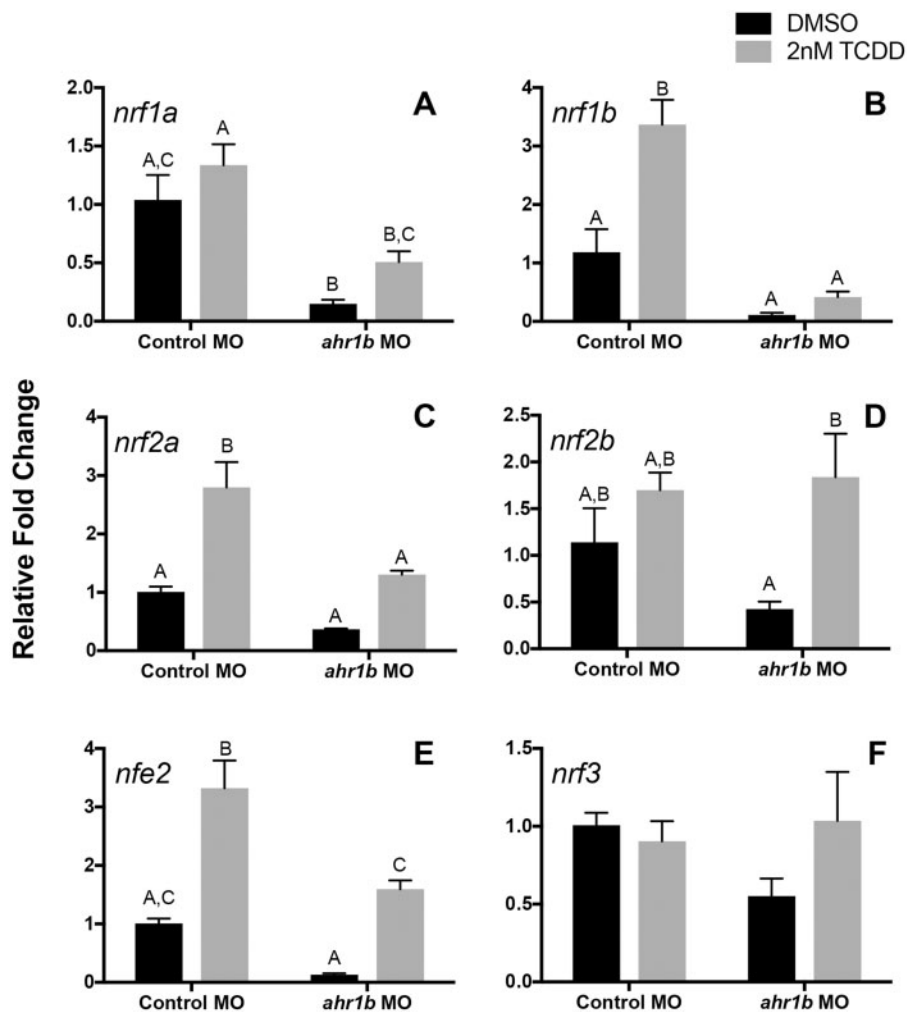 DMSO
2nM TCDD
Relative Fold Change
nrf1a
A
2.0
1.5
1.0
0.5
0.0
A,C
A
B
B,C
Control MO
ahr1b MO
nrf1b
B
4
3
2
1
0
A
B
A
A
Control MO
ahr1b MO
nrf2a
C
4
3
2
1
0
A
B
A
A
Control MO
ahr1b MO
nrf2b
D
2.5
2.0
1.5
1.0
0.5
0.0
A,B
A,B
A
B
Control MO
ahr1b MO
nfe2
E
4
3
2
1
0
A,C
B
A
C
Control MO
ahr1b MO
nrf3
F
1.5
1.0
0.5
0.0
Control MO
ahr1b MO